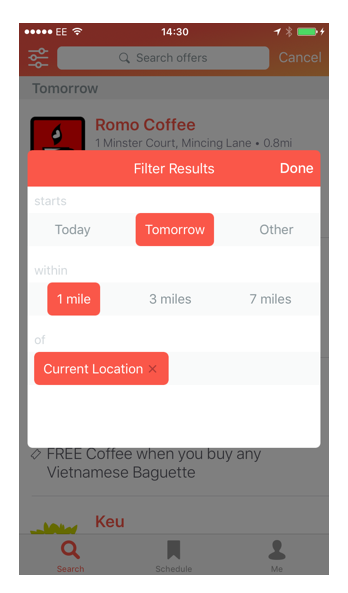 EE 14:30
Search offers Cancel
Tomorrow
Romo Coffee
1 Minster Court, Mincing Lane • 0.8mi
Filter Results Done
starts
Today Tomorrow Other
within
1 mile 3 miles 7 miles
of
Current Location ×
FREE Coffee when you buy any
Vietnamese Baguette
Keu
Search Schedule Me